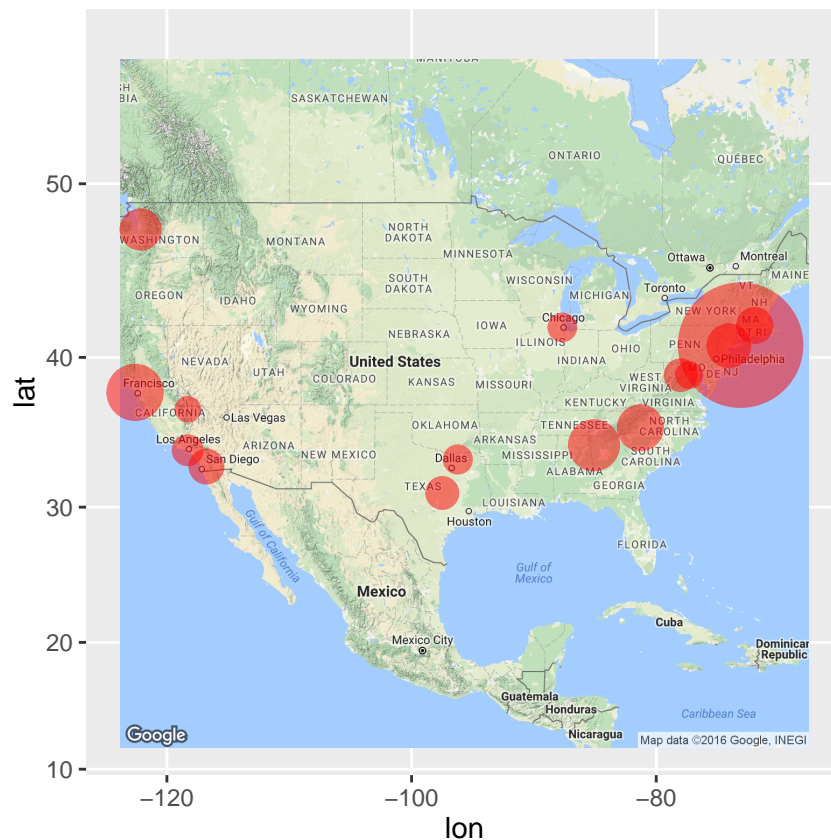 MANITOBA
SH
BIA
SASKATCHEWAN
ONTARIO
QUÉBEC
50
WASHINGTON
MONTANA
NORTH
DAKOTA
MINNESOTA
Ottawa
Montreal
MAINE
OREGON
IDAHO
SOUTH
DAKOTA
WISCONSIN
MICHIGAN
Toronto
VT
NH
WYOMING
Chicago
NEW YORK
MA
CT RI
NEBRASKA
IOWA
ILLINOIS
INDIANA
OHIO
PENN
40
NEVADA
UTAH
United States
COLORADO
KANSAS
MISSOURI
WEST
VIRGINIA
MD
DE
NJ
Philadelphia
Francisco
CALIFORNIA
Las Vegas
KENTUCKY
VIRGINIA
lat
Los Angeles
San Diego
ARIZONA
NEW MEXICO
OKLAHOMA
ARKANSAS
TENNESSEE
NORTH
CAROLINA
Dallas
MISSISSIPPI
SOUTH
CAROLINA
ALABAMA
TEXAS
GEORGIA
30
LOUISIANA
Houston
Gulf of California
FLORIDA
Gulf of
Mexico
Mexico
Cuba
20
Mexico City
Dominican
Republic
Guatemala
Honduras
Caribbean Sea
Nicaragua
Google
Map data ©2016 Google, INEGI
10
−120
−100
−80
lon